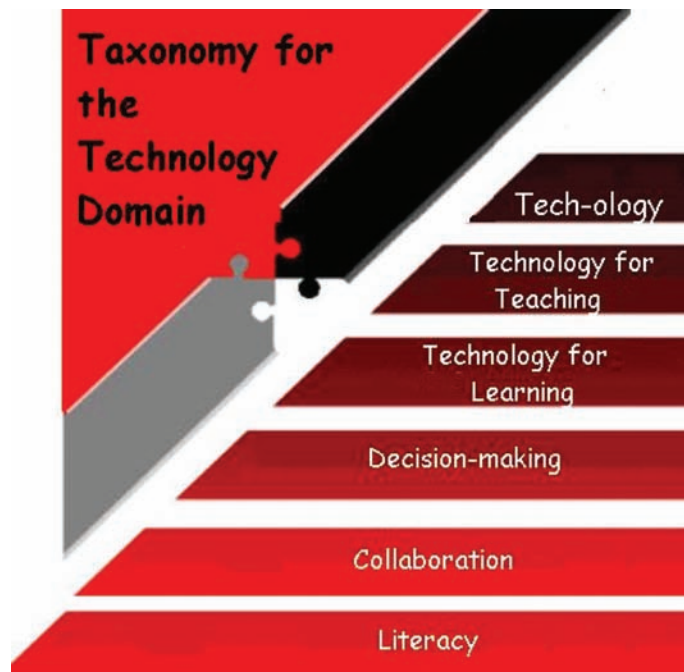 Taxonomy for
the
Technology
Domain
Tech-ology
Technology for
Teaching
Technology for
Learning
Decision-making
Collaboration
Literacy